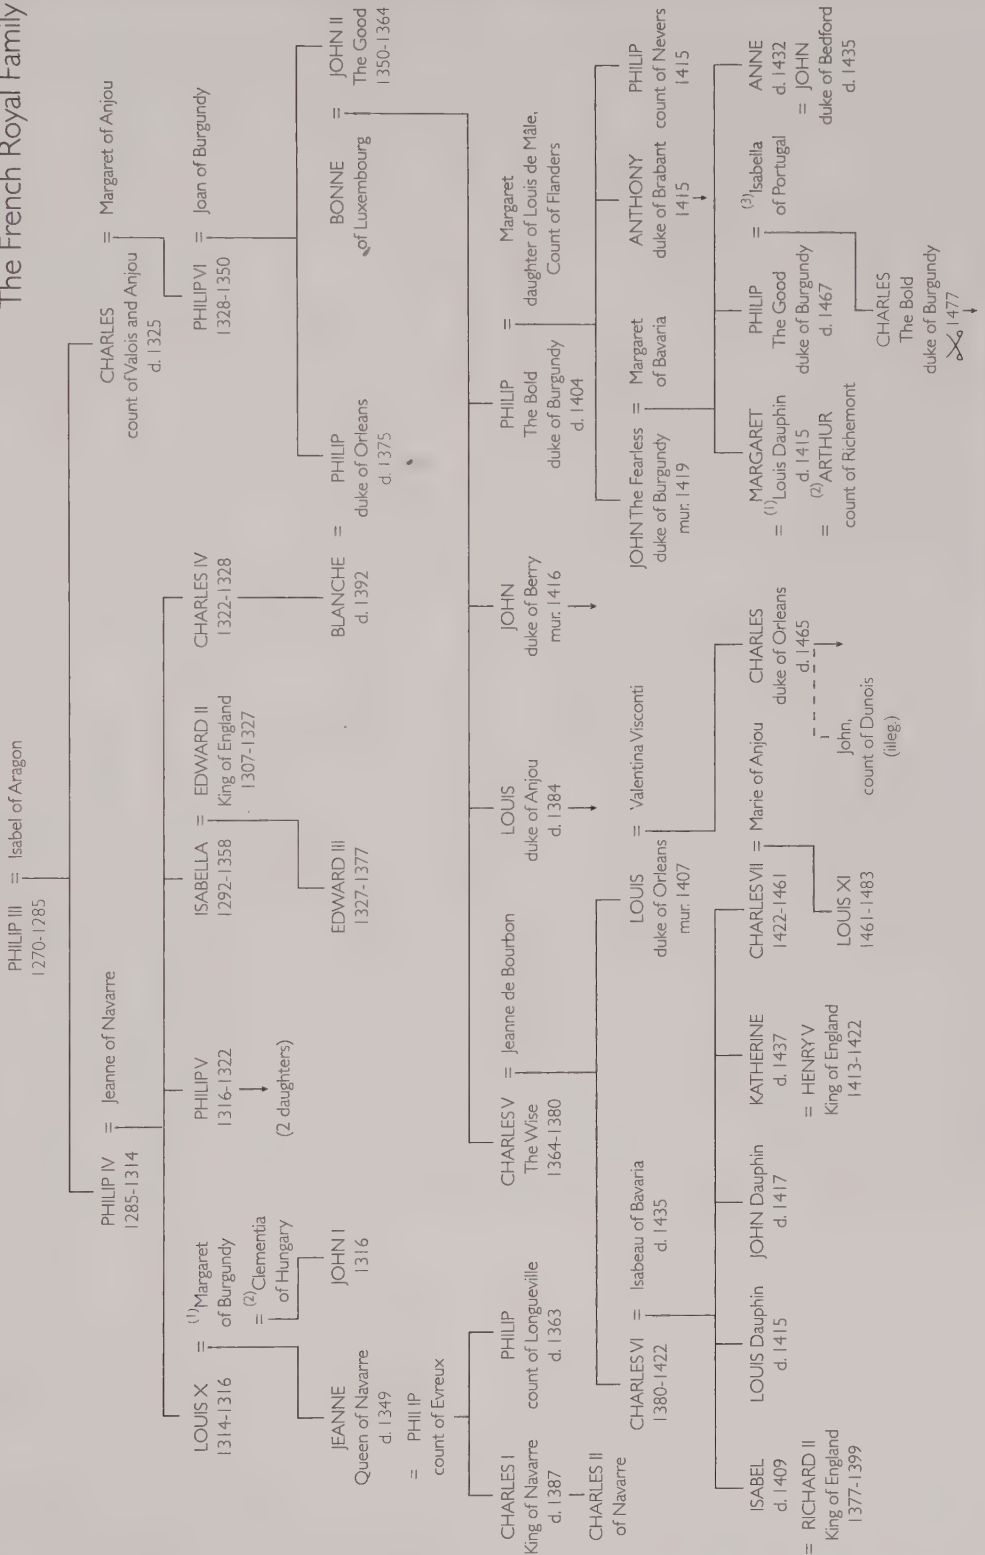 The French Royal Family
PHILIP III = Isabel of Aragon
1270-1285
PHILIP IV = Jeanne of Navarre
1285-1314
CHARLES = Margaret of Anjou
count of Valois and Anjou
d. 1325
LOUIS X = (1)Margaret
1314-1316 of Burgundy
= (2)Clementia
of Hungary
PHILIP V
1316-1322
(2 daughters)
ISABELLA = EDWARD II
1292-1358 King of England
1307-1327
CHARLES IV
1322-1328
PHILIP VI = Joan of Burgundy
1328-1350
JEANNE
Queen of Navarre
d. 1349
= PHILIP
count of Evreux
JOHN I
1316
EDWARD III
1327-1377
BLANCHE = PHILIP
d. 1392 duke of Orleans
d. 1375
BONNE = JOHN II
of Luxembourg The Good
1350-1364
CHARLES I
King of Navarre
d. 1387
CHARLES II
of Navarre
PHILIP
count of Longueville
d. 1363
CHARLES V = Jeanne de Bourbon
The Wise
1364-1380
LOUIS
duke of Anjou
d. 1384
JOHN
duke of Berry
mur. 1416
PHILIP = Margaret
The Bold daughter of Louis de Mâle,
duke of Burgundy Count of Flanders
d. 1404
CHARLES VI = Isabeau of Bavaria
1380-1422 d. 1435
LOUIS = Valentina Visconti
duke of Orleans
mur. 1407
JOHN The Fearless = Margaret
duke of Burgundy of Bavaria
mur. 1419
ANTHONY
duke of Brabant
1415
PHILIP
count of Nevers
1415
ISABEL
d. 1409
= RICHARD II
King of England
1377-1399
LOUIS Dauphin
d. 1415
JOHN Dauphin
d. 1417
KATHERINE
d. 1437
= HENRY V
King of England
1413-1422
CHARLES VII = Marie of Anjou
1422-1461
LOUIS XI
1461-1483
CHARLES
duke of Orleans
d. 1465
John,
count of Dunois
(illeg.)
MARGARET
= (1)Louis Dauphin
d. 1415
= (2)ARTHUR
count of Richemont
PHILIP = (3)Isabella
The Good of Portugal
duke of Burgundy
d. 1467
ANNE
d. 1432
= JOHN
duke of Bedford
d. 1435
CHARLES
The Bold
duke of Burgundy
1477